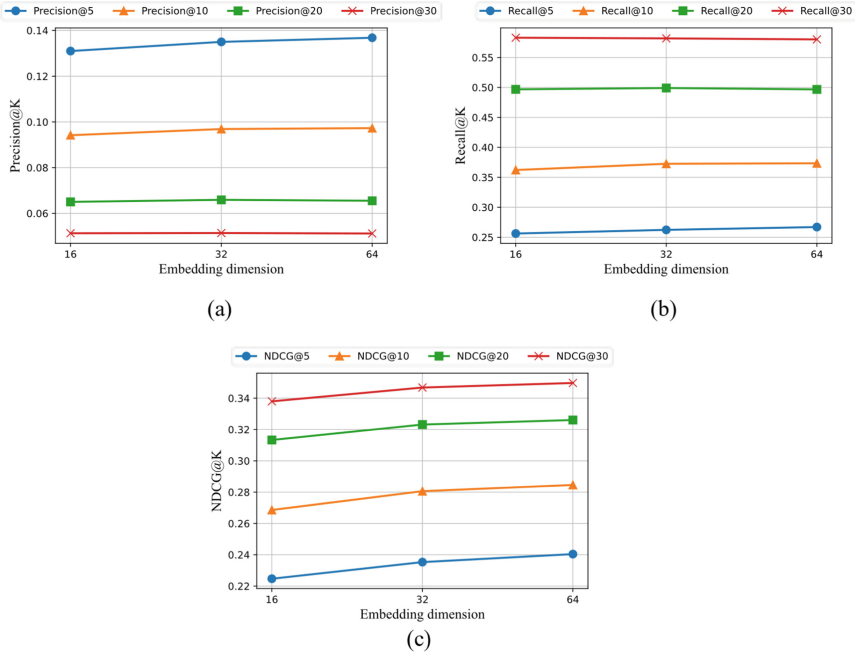 Precision@5 Precision@10 Precision@20 Precision@30
0.14
0.12
0.10
0.08
0.06
Precision@K
16 32 64
Embedding dimension
(a)
Recall@5 Recall@10 Recall@20 Recall@30
0.55
0.50
0.45
0.40
0.35
0.30
0.25
Recall@K
16 32 64
Embedding dimension
(b)
NDCG@5 NDCG@10 NDCG@20 NDCG@30
0.34
0.32
0.30
0.28
0.26
0.24
0.22
NDCG@K
16 32 64
Embedding dimension
(c)